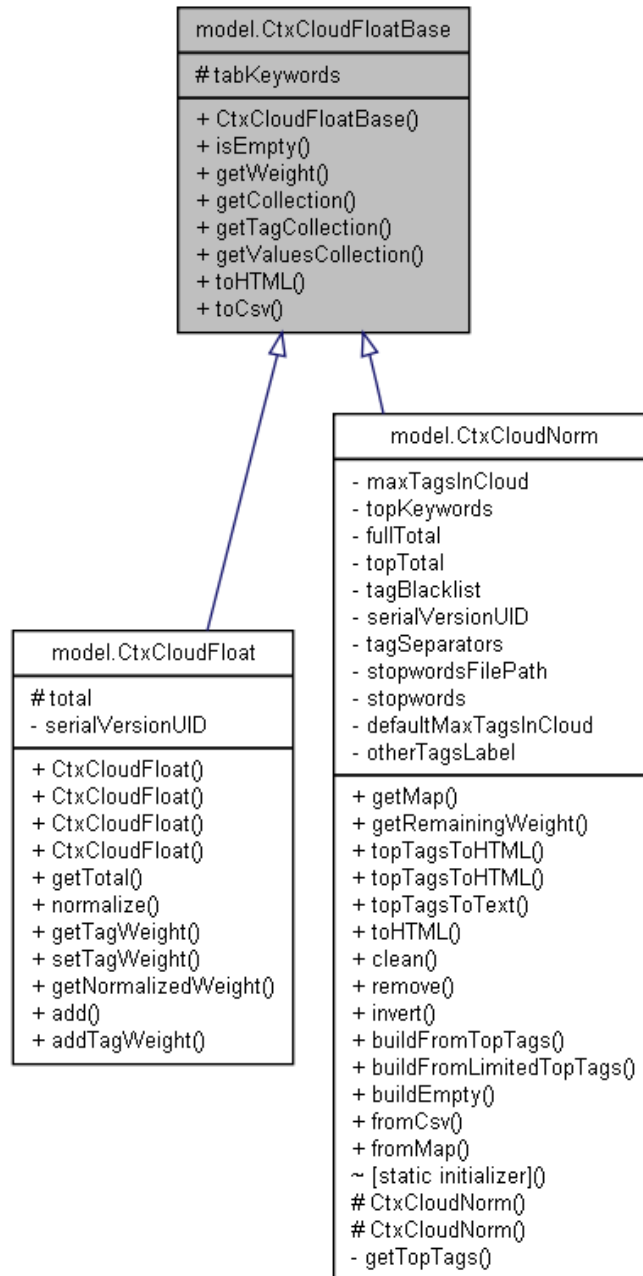 model.CtxCloudFloatBase
# tabKeywords
+ CtxCloudFloatBase()
+ isEmpty()
+ getWeight()
+ getCollection()
+ getTagCollection()
+ getValuesCollection()
+ toHTML()
+ toCsv()
model.CtxCloudFloat
# total
- serialVersionUID
+ CtxCloudFloat()
+ CtxCloudFloat()
+ CtxCloudFloat()
+ CtxCloudFloat()
+ getTotal()
+ normalize()
+ getTagWeight()
+ setTagWeight()
+ getNormalizedWeight()
+ add()
+ addTagWeight()
model.CtxCloudNorm
- maxTagsInCloud
- topKeywords
- fullTotal
- topTotal
- tagBlacklist
- serialVersionUID
- tagSeparators
- stopwordsFilePath
- stopwords
- defaultMaxTagsInCloud
- otherTagsLabel
+ getMap()
+ getRemainingWeight()
+ topTagsToHTML()
+ topTagsToHTML()
+ topTagsToText()
+ toHTML()
+ clean()
+ remove()
+ invert()
+ buildFromTopTags()
+ buildFromLimitedTopTags()
+ buildEmpty()
+ fromCsv()
+ fromMap()
~ [static initializer]()
# CtxCloudNorm()
# CtxCloudNorm()
- getTopTags()